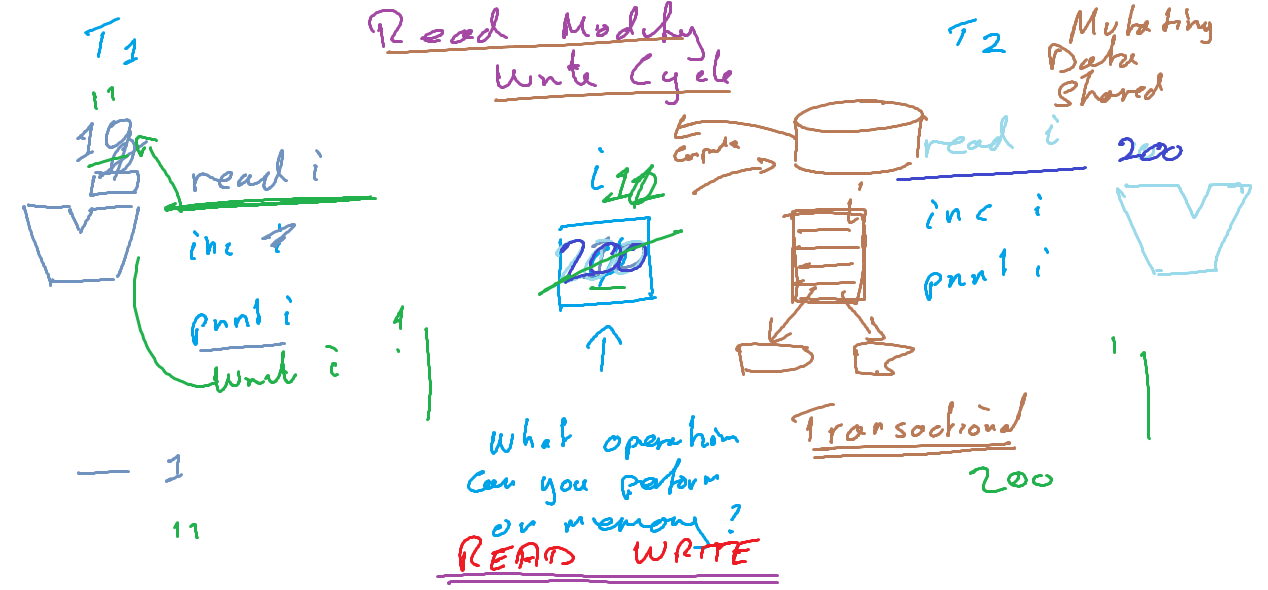 T1
Read Modify
Write Cycle
T2
Mutating
Data
Shared
11
10
read i
inc i
print i
Write i
1
1
11
i
200
Compute
i
read i
200
inc i
print i
1
What operation
can you perform
on memory?
READ WRITE
Transactional
200